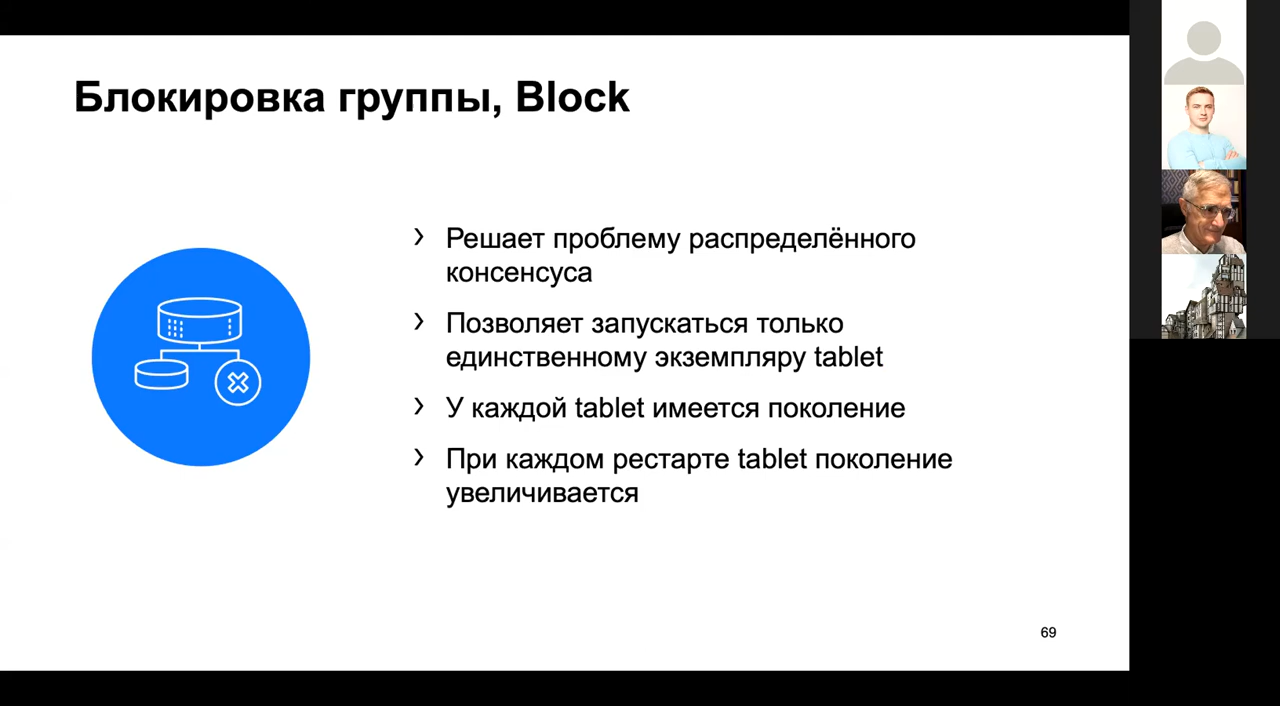 Блокировка группы, Block
› Решает проблему распределённого
консенсуса
› Позволяет запускаться только
единственному экземпляру tablet
› У каждой tablet имеется поколение
› При каждом рестарте tablet поколение
увеличивается
69